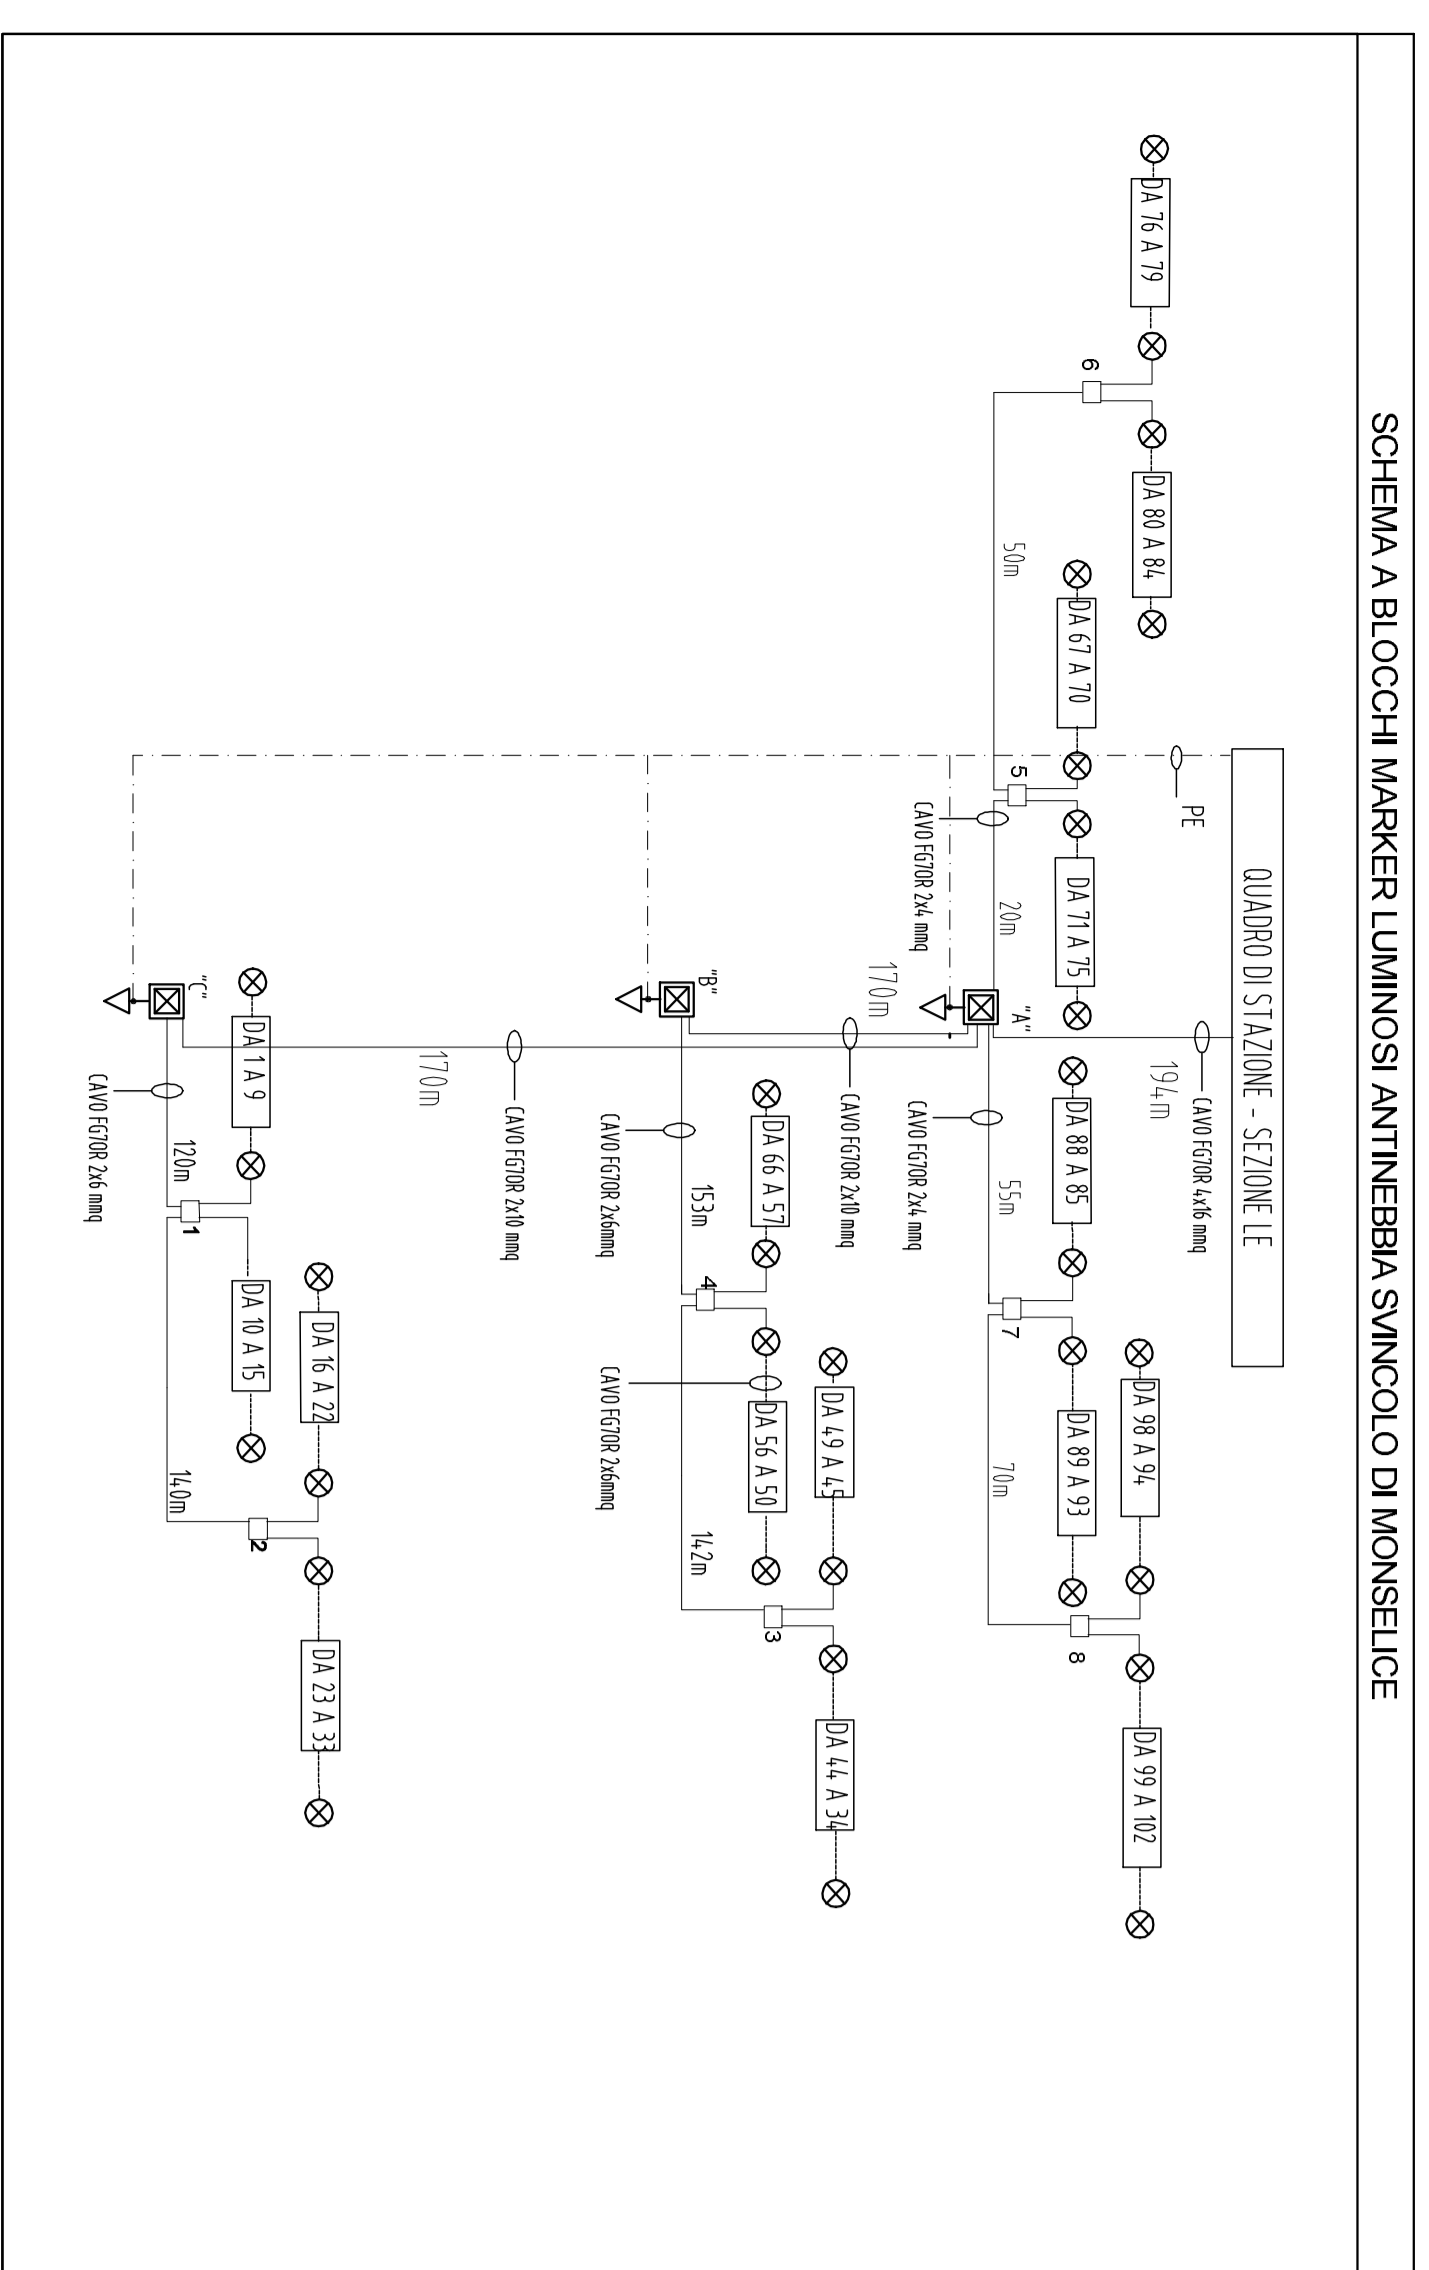 SCHEMA A BLOCCHI MARKER LUMINOSI ANTINEBBIA SVINCOLO DI MONSELICE
QUADRO DI STAZIONE - SEZIONE LE
PE
194m
CAVO FG7OR 4x16 mmq
DA 76 A 79
6
DA 80 A 84
50m
DA 67 A 70
5
DA 71 A 75
CAVO FG7OR 2x4 mmq
20m
"A"
DA 88 A 85
55m
CAVO FG7OR 2x4 mmq
7
DA 89 A 93
DA 98 A 94
70m
8
DA 99 A 102
170m
CAVO FG7OR 2x10 mmq
"B"
DA 66 A 57
153m
CAVO FG7OR 2x6mmq
4
DA 56 A 50
CAVO FG7OR 2x6mmq
DA 49 A 45
142m
3
DA 44 A 34
170m
CAVO FG7OR 2x10 mmq
"C"
DA 1 A 9
120m
CAVO FG7OR 2x6 mmq
1
DA 10 A 15
DA 16 A 22
140m
2
DA 23 A 33